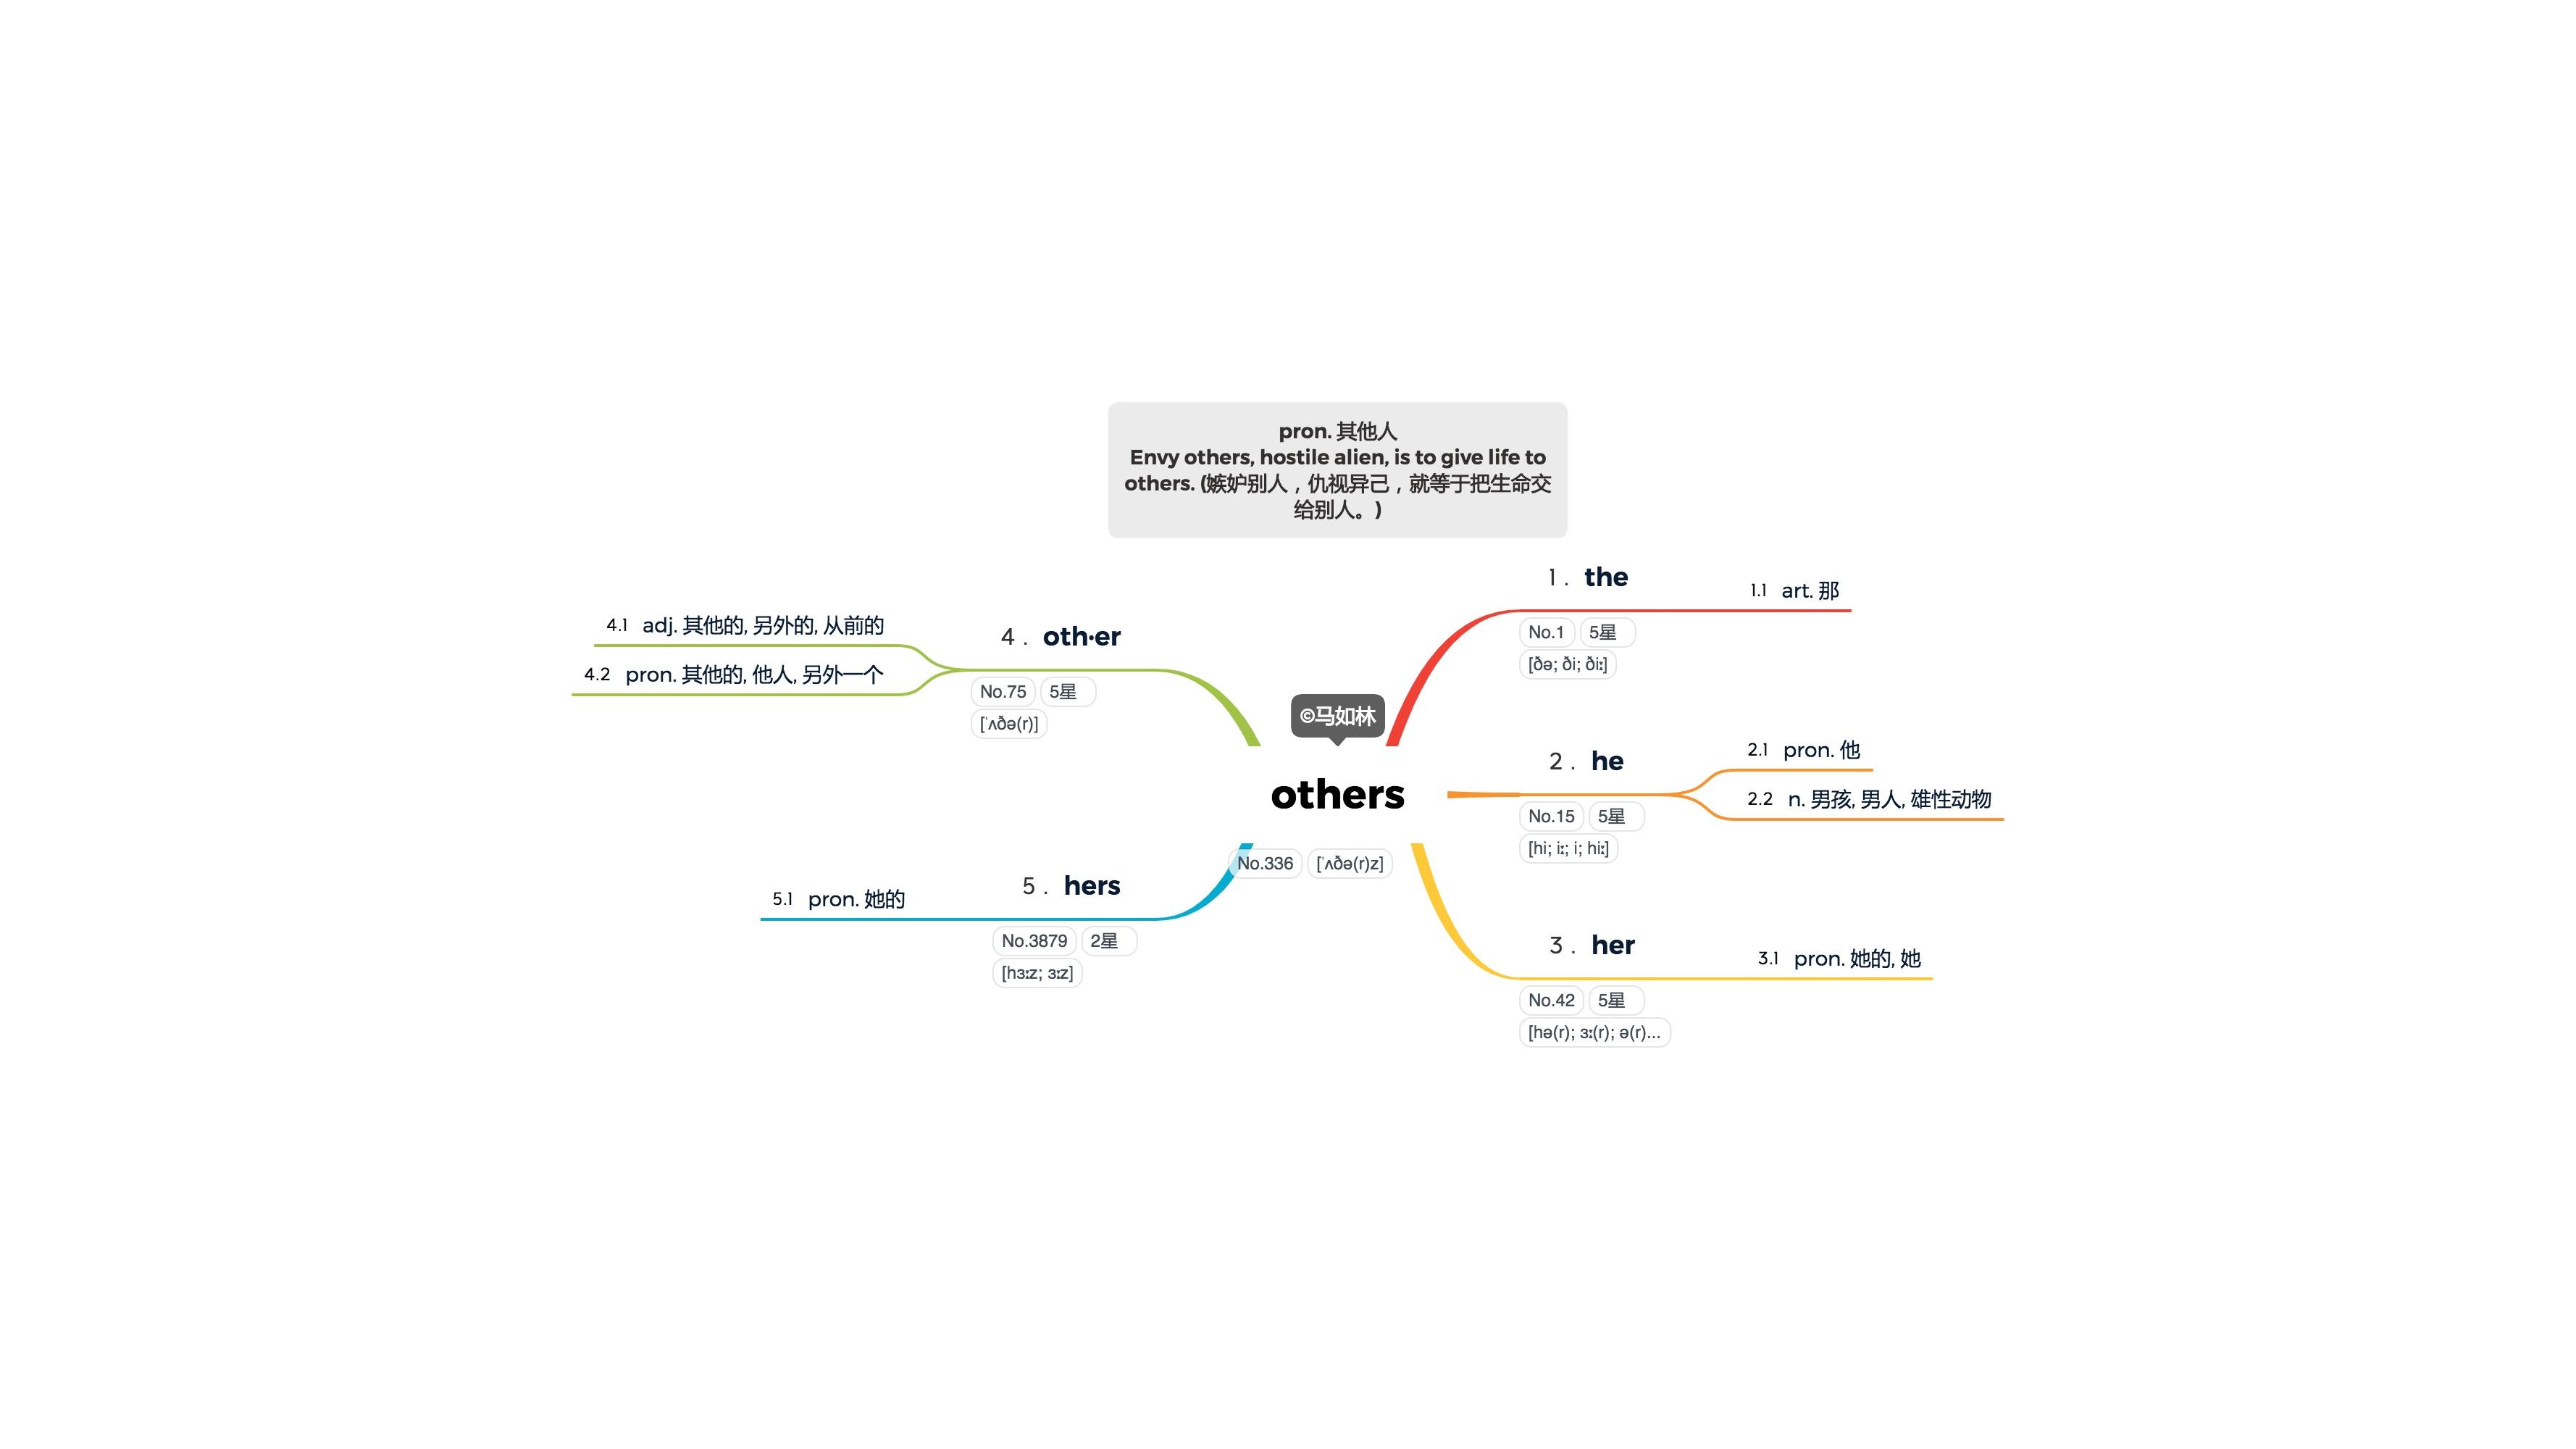 pron. 其他人
Envy others, hostile alien, is to give life to
others. (嫉妒别人，仇视异己，就等于把生命交
给别人。)
©马如林
others
No.336 [ˈʌðə(r)z]
1 . the
No.1 5星
[ðə; ði; ðiː]
1.1 art. 那
2 . he
No.15 5星
[hi; iː; i; hiː]
2.1 pron. 他
2.2 n. 男孩, 男人, 雄性动物
3 . her
No.42 5星
[hə(r); ɜː(r); ə(r)...
3.1 pron. 她的, 她
4 . oth·er
No.75 5星
[ˈʌðə(r)]
4.1 adj. 其他的, 另外的, 从前的
4.2 pron. 其他的, 他人, 另外一个
5 . hers
No.3879 2星
[hɜːz; ɜːz]
5.1 pron. 她的